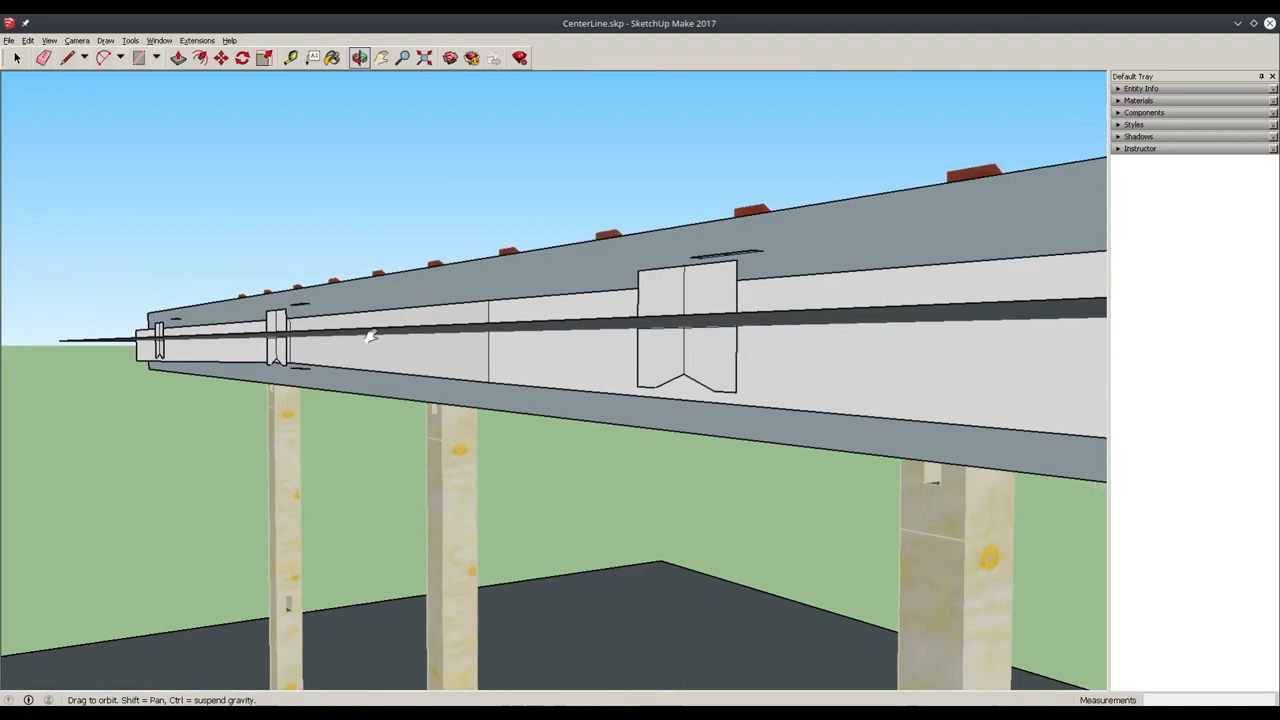 CenterLine.skp - SketchUp Make 2017
File Edit View Camera Draw Tools Window Extensions Help
A1
Default Tray
Entity Info
Materials
Components
Styles
Shadows
Instructor
Drag to orbit. Shift = Pan, Ctrl = suspend gravity.
Measurements